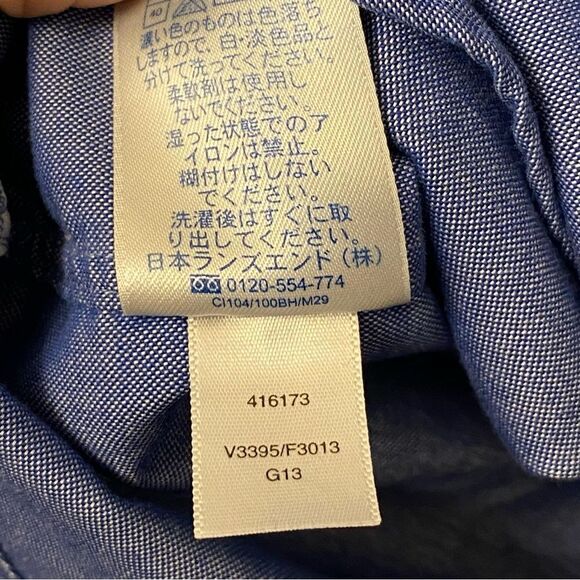 40
濃い色のものは色落ち
しますので、白・淡色品と
分けて洗ってください。
柔軟剤は使用し
ないでください。
湿った状態でのア
イロンは禁止。
糊付けはしない
でください。
洗濯後はすぐに取
り出してください。
日本ランズエンド（株）
0120-554-774
CI104/100BH/M29
416173
V3395/F3013
G13